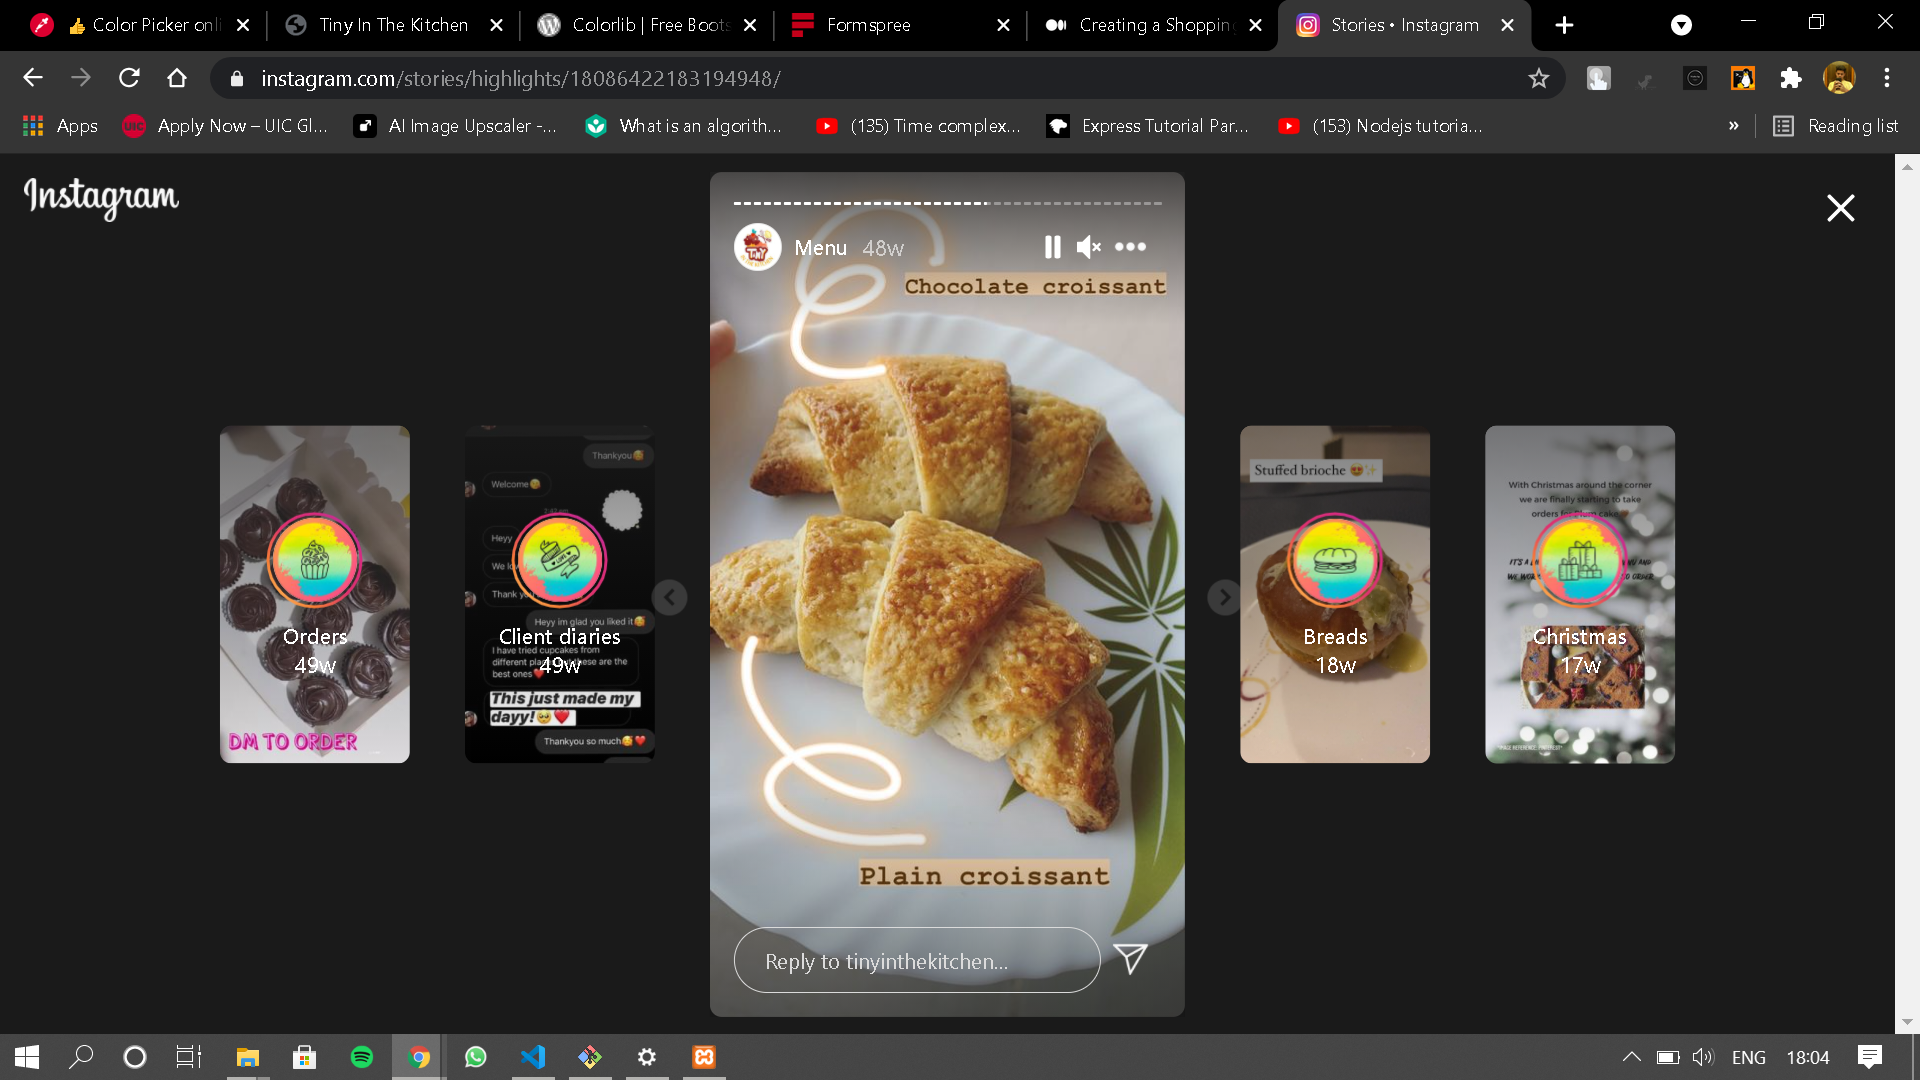 Color Picker onli
Tiny In The Kitchen
Colorlib | Free Boots
Formspree
Creating a Shopping
Stories • Instagram
instagram.com/stories/highlights/18086422183194948/
Apps
Apply Now – UIC Gl...
AI Image Upscaler -...
What is an algorith...
(135) Time complex...
Express Tutorial Par...
(153) Nodejs tutoria...
»
Reading list
Instagram
Menu 48w
Chocolate croissant
Plain croissant
Reply to tinyinthekitchen...
Orders
49w
DM TO ORDER
Thankyou
Welcome
Heyy
We lo
Thank y
Heyy im glad you liked it
I have tried cupcakes from
different pla these are the
best ones
Client diaries
49w
This just made my
dayy!
Thankyou so much
Stuffed brioche
Breads
18w
With Christmas around the corner
we are finally starting to take
orders for Plum cake
Christmas
17w
ENG
18:04